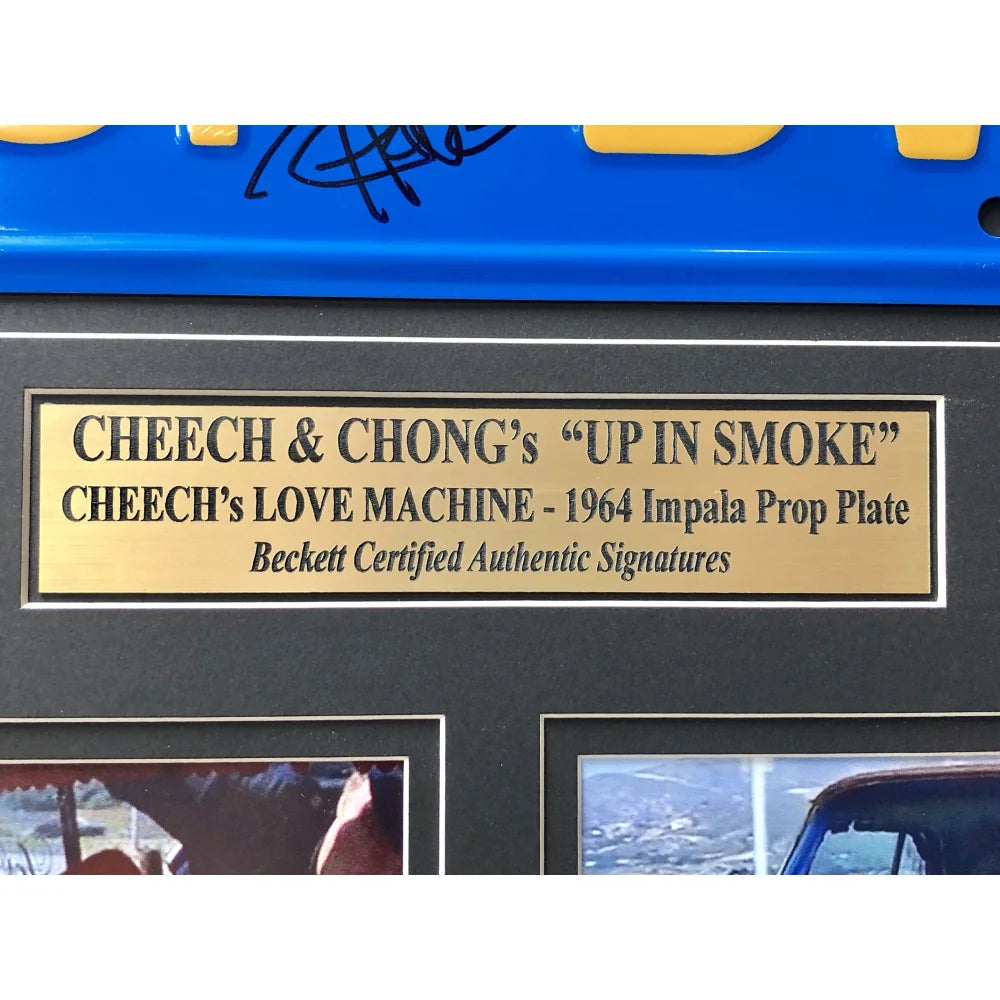 CHEECH & CHONG's “UP IN SMOKE”
CHEECH's LOVE MACHINE - 1964 Impala Prop Plate
Beckett Certified Authentic Signatures